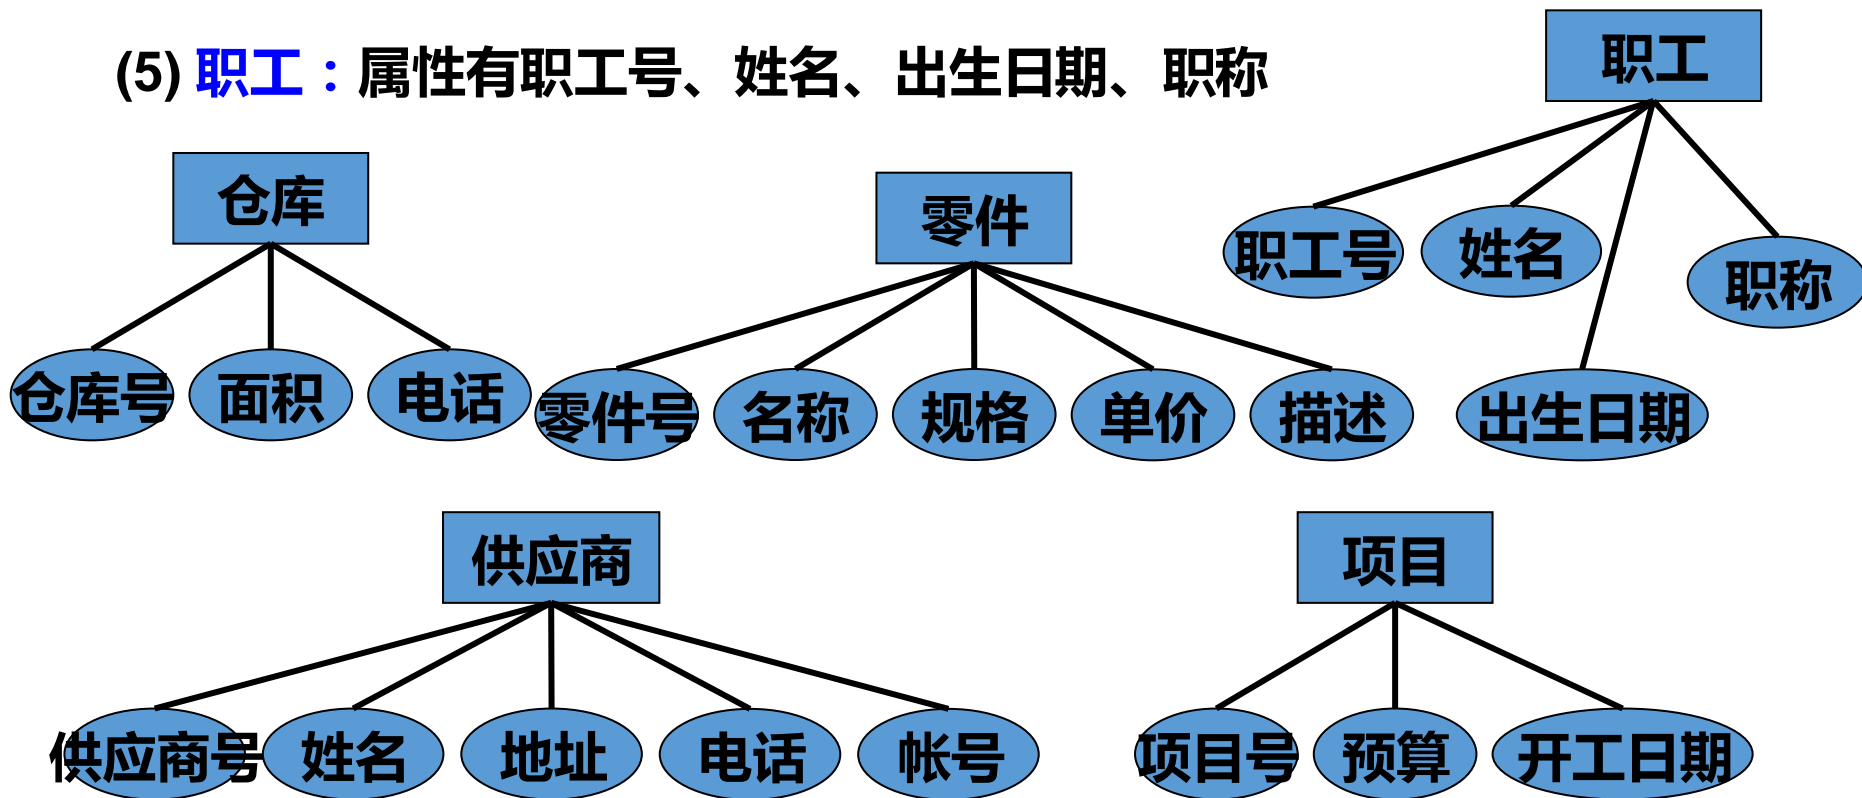 (5) 职工：属性有职工号、姓名、出生日期、职称
职工
仓库
零件
职工号
姓名
职称
仓库号
面积
电话
零件号
名称
规格
单价
描述
出生日期
供应商
项目
供应商号
姓名
地址
电话
帐号
项目号
预算
开工日期